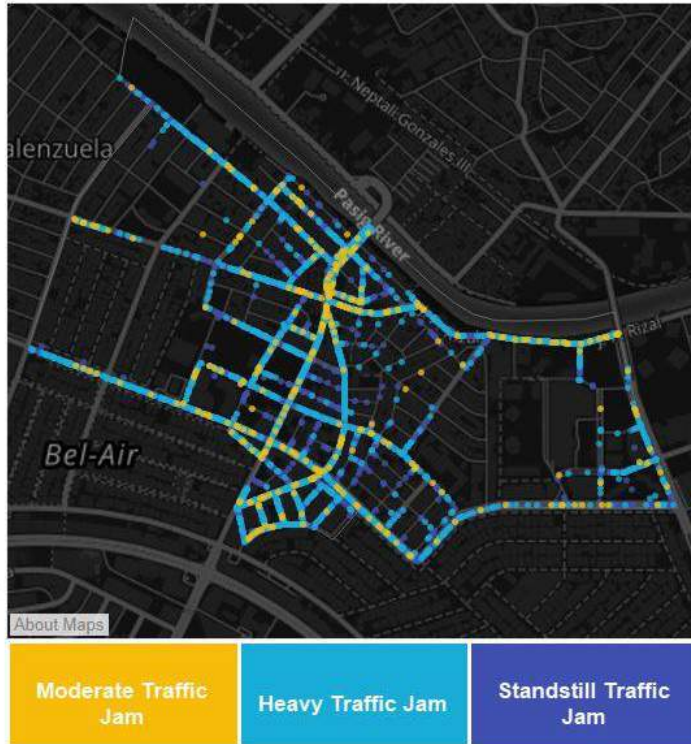 n. Neptali Gonzales III
alenzuela
Pasig River
Rizal
Bel-Air
About Maps
Moderate Traffic
Jam
Heavy Traffic Jam
Standstill Traffic
Jam